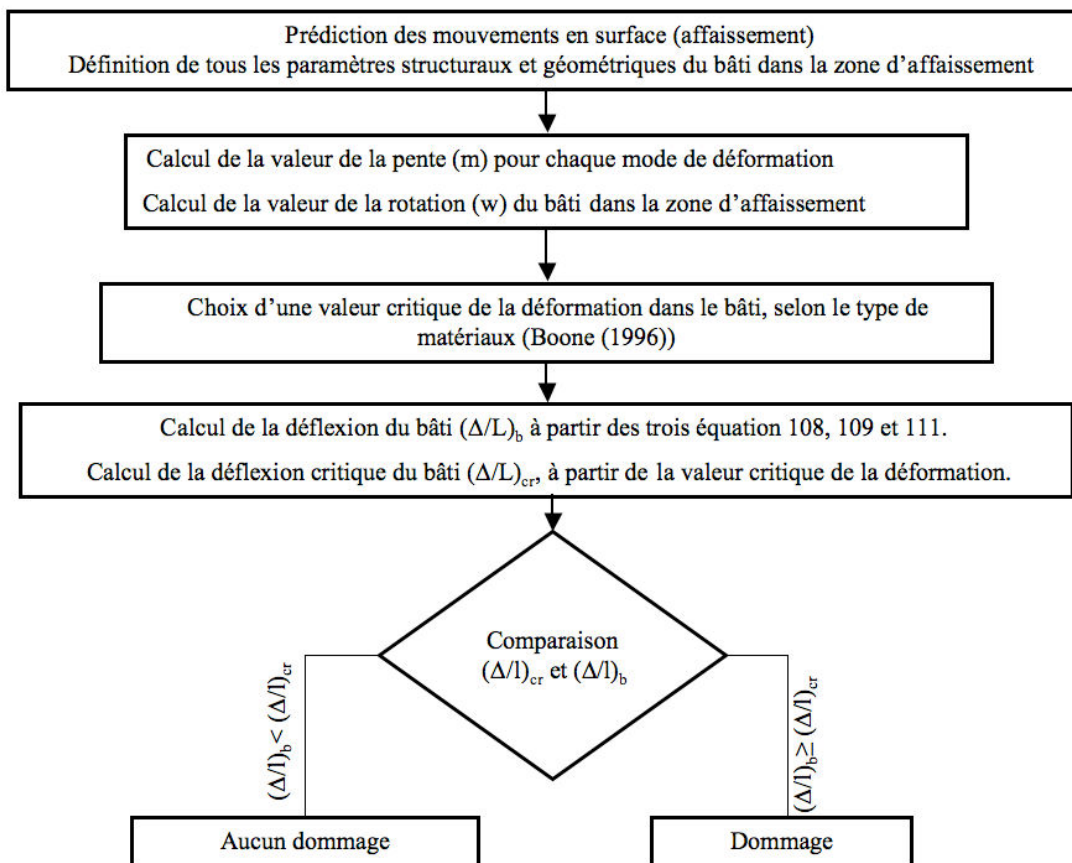 Prédiction des mouvements en surface (affaissement)
Définition de tous les paramètres structuraux et géométriques du bâti dans la zone d'affaissement
Calcul de la valeur de la pente (m) pour chaque mode de déformation
Calcul de la valeur de la rotation (w) du bâti dans la zone d'affaissement
Choix d'une valeur critique de la déformation dans le bâti, selon le type de
matériaux (Boone (1996))
Calcul de la déflexion du bâti (Δ/L)b à partir des trois équation 108, 109 et 111.
Calcul de la déflexion critique du bâti (Δ/L)cr, à partir de la valeur critique de la déformation.
Comparaison
(Δ/l)cr et (Δ/l)b
(Δ/l)b < (Δ/l)cr
(Δ/l)b ≥ (Δ/l)cr
Aucun dommage
Dommage